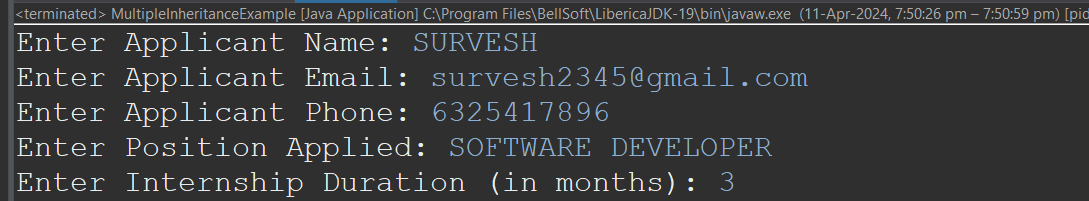 <terminated> MultipleInheritanceExample [Java Application] C:\Program Files\BellSoft\LibericaJDK-19\bin\javaw.exe (11-Apr-2024, 7:50:26 pm – 7:50:59 pm) [pid
Enter Applicant Name: SURVESH
Enter Applicant Email: survesh2345@gmail.com
Enter Applicant Phone: 6325417896
Enter Position Applied: SOFTWARE DEVELOPER
Enter Internship Duration (in months): 3